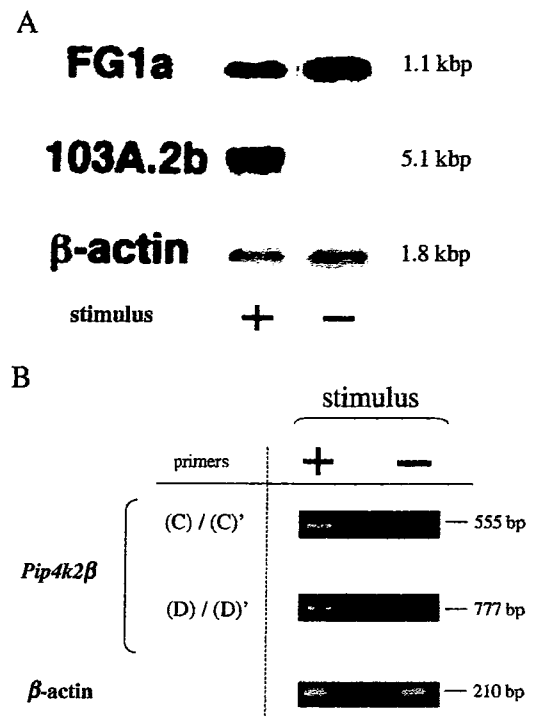 A
FG1a 1.1 kbp
103A.2b 5.1 kbp
β-actin 1.8 kbp
stimulus + −
B
stimulus
primers + −
(C) / (C)' 555 bp
Pip4k2β
(D) / (D)' 777 bp
β-actin 210 bp